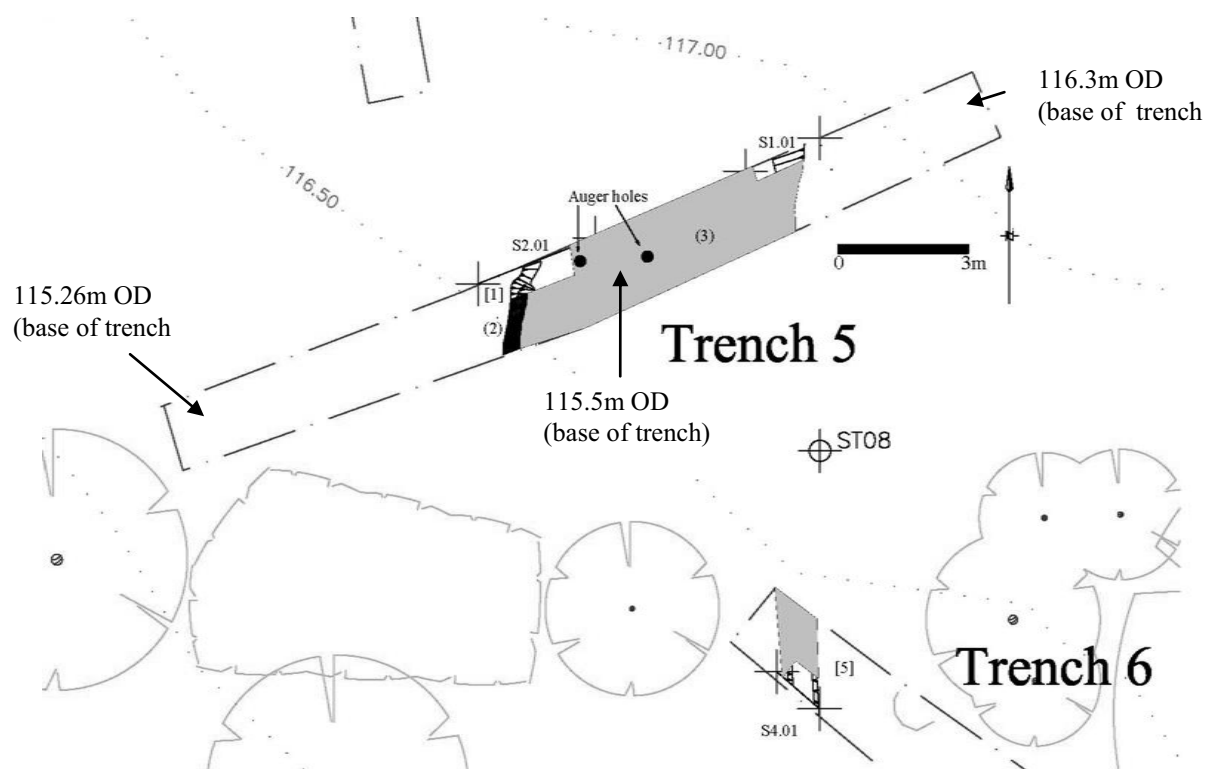 117.00
116.3m OD
(base of trench
S1.01
116.50
Auger holes
(3)
S2.01
0 3m
[1]
115.26m OD
(base of trench
(2)
Trench 5
115.5m OD
(base of trench)
ST08
[5]
Trench 6
S4.01